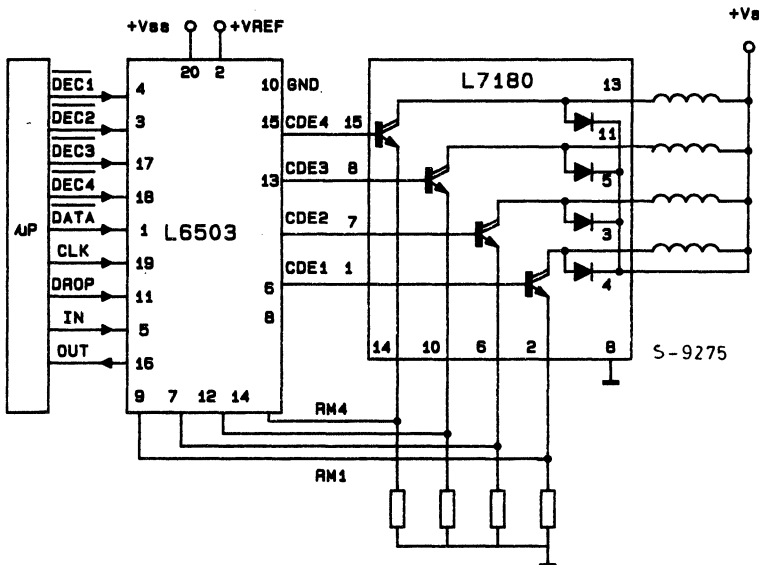 +Vss +VREF +Vs
20 2
µP
DEC1 4
DEC2 3
DEC3 17
DEC4 18
DATA 1
CLK 19
DROP 11
IN 5
OUT 16
L6503
10 GND
15 CDE4 15
13 CDE3 8
CDE2 7
6 CDE1 1
8
9 7 12 14
L7180 13
11
5
3
4
14 10 6 2 8
S-9275
RM4
RM1